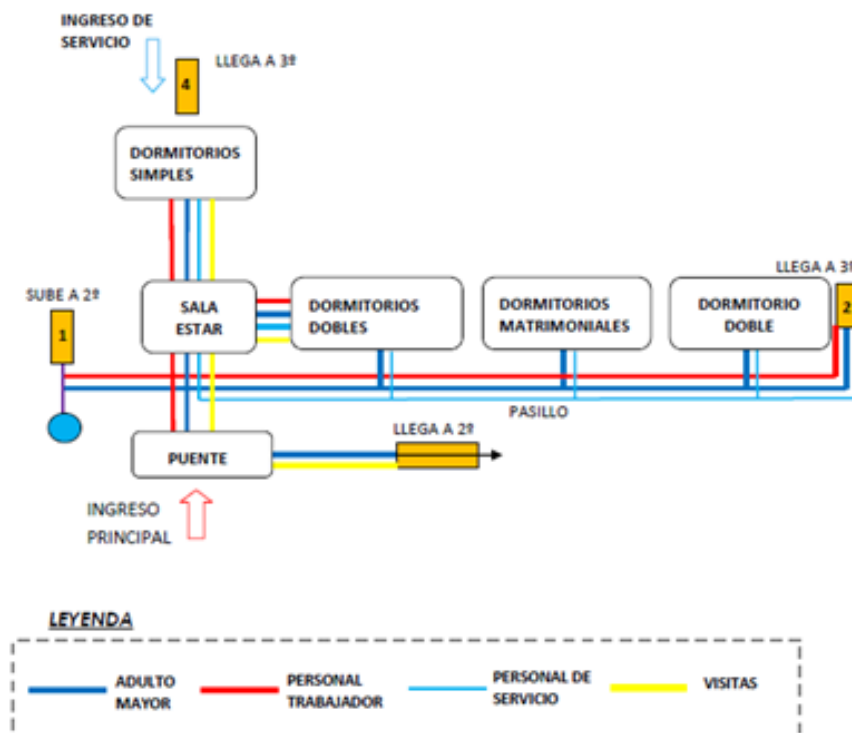 INGRESO DE
SERVICIO
LLEGA A 3º
4
DORMITORIOS
SIMPLES
LLEGA A 3º
SUBE A 2º
SALA
ESTAR
DORMITORIOS
DOBLES
DORMITORIOS
MATRIMONIALES
DORMITORIO
DOBLE
2
1
PASILLO
LLEGA A 2º
PUENTE
INGRESO
PRINCIPAL
LEYENDA
ADULTO
MAYOR
PERSONAL
TRABAJADOR
PERSONAL DE
SERVICIO
VISITAS